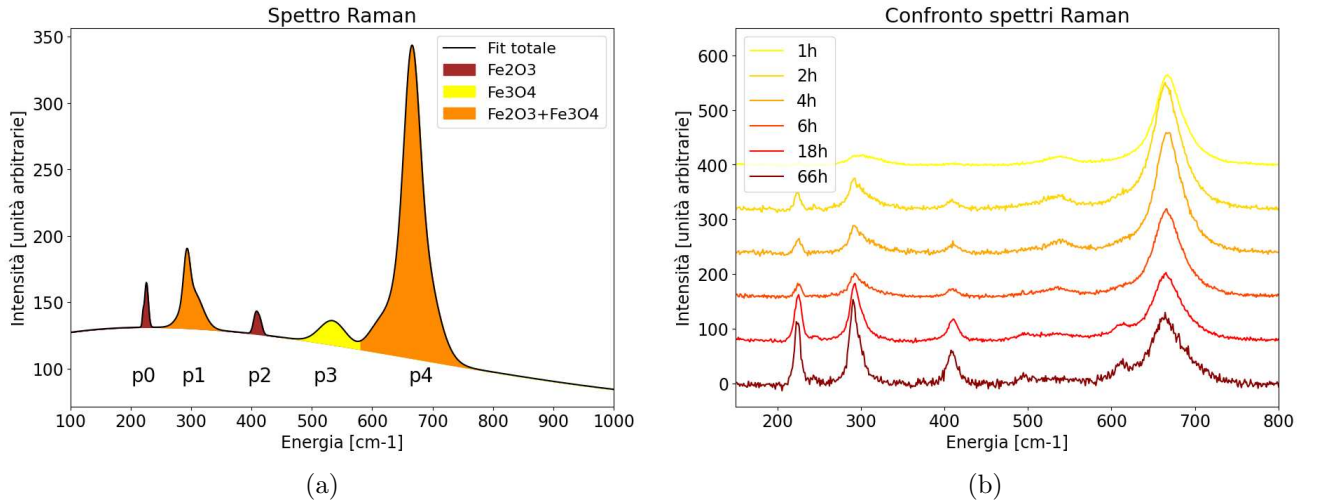 Spettro Raman
Intensità [unità arbitrarie]
350
300
250
200
150
100
Fit totale
Fe2O3
Fe3O4
Fe2O3+Fe3O4
p0 p1 p2 p3 p4
100 200 300 400 500 600 700 800 900 1000
Energia [cm-1]
(a)
Confronto spettri Raman
Intensità [unità arbitrarie]
600
500
400
300
200
100
0
1h
2h
4h
6h
18h
66h
200 300 400 500 600 700 800
Energia [cm-1]
(b)